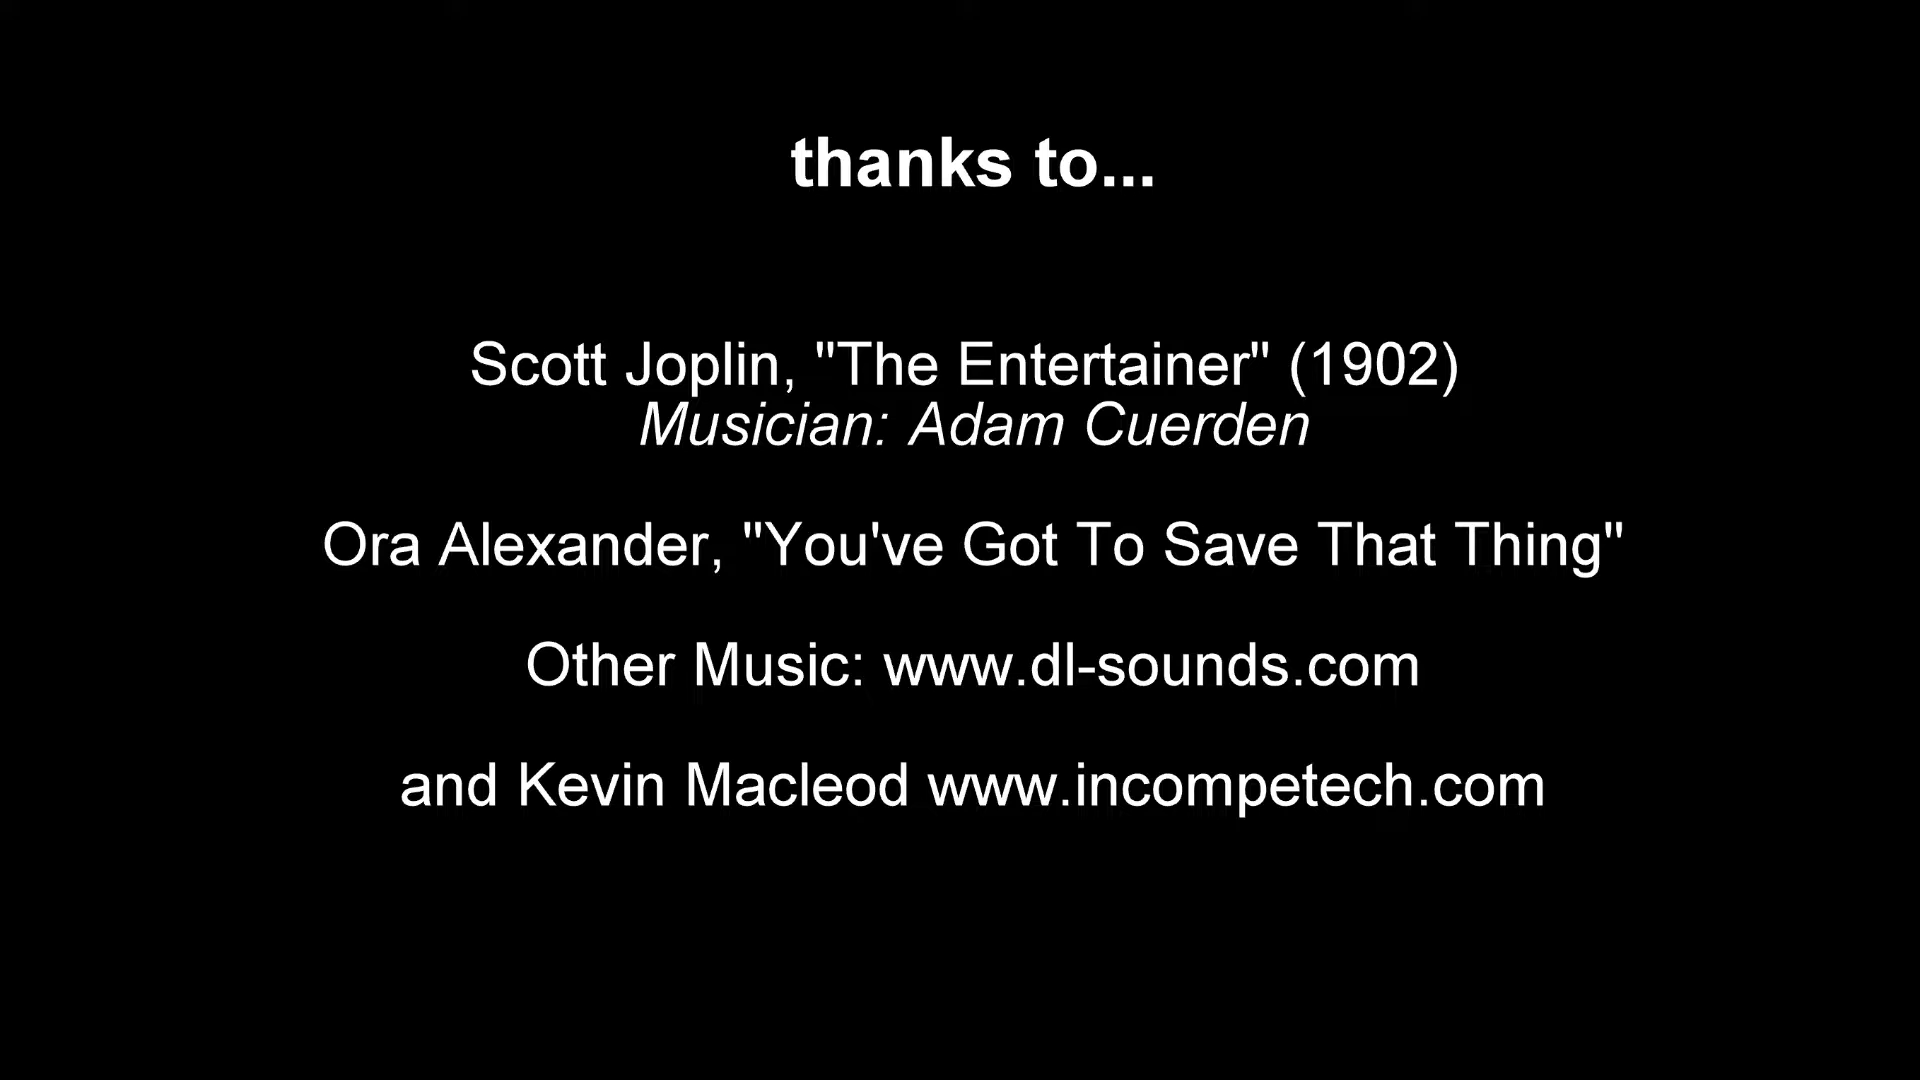 thanks to...
Scott Joplin, "The Entertainer" (1902)
Musician: Adam Cuerden
Ora Alexander, "You've Got To Save That Thing"
Other Music: www.dl-sounds.com
and Kevin Macleod www.incompetech.com